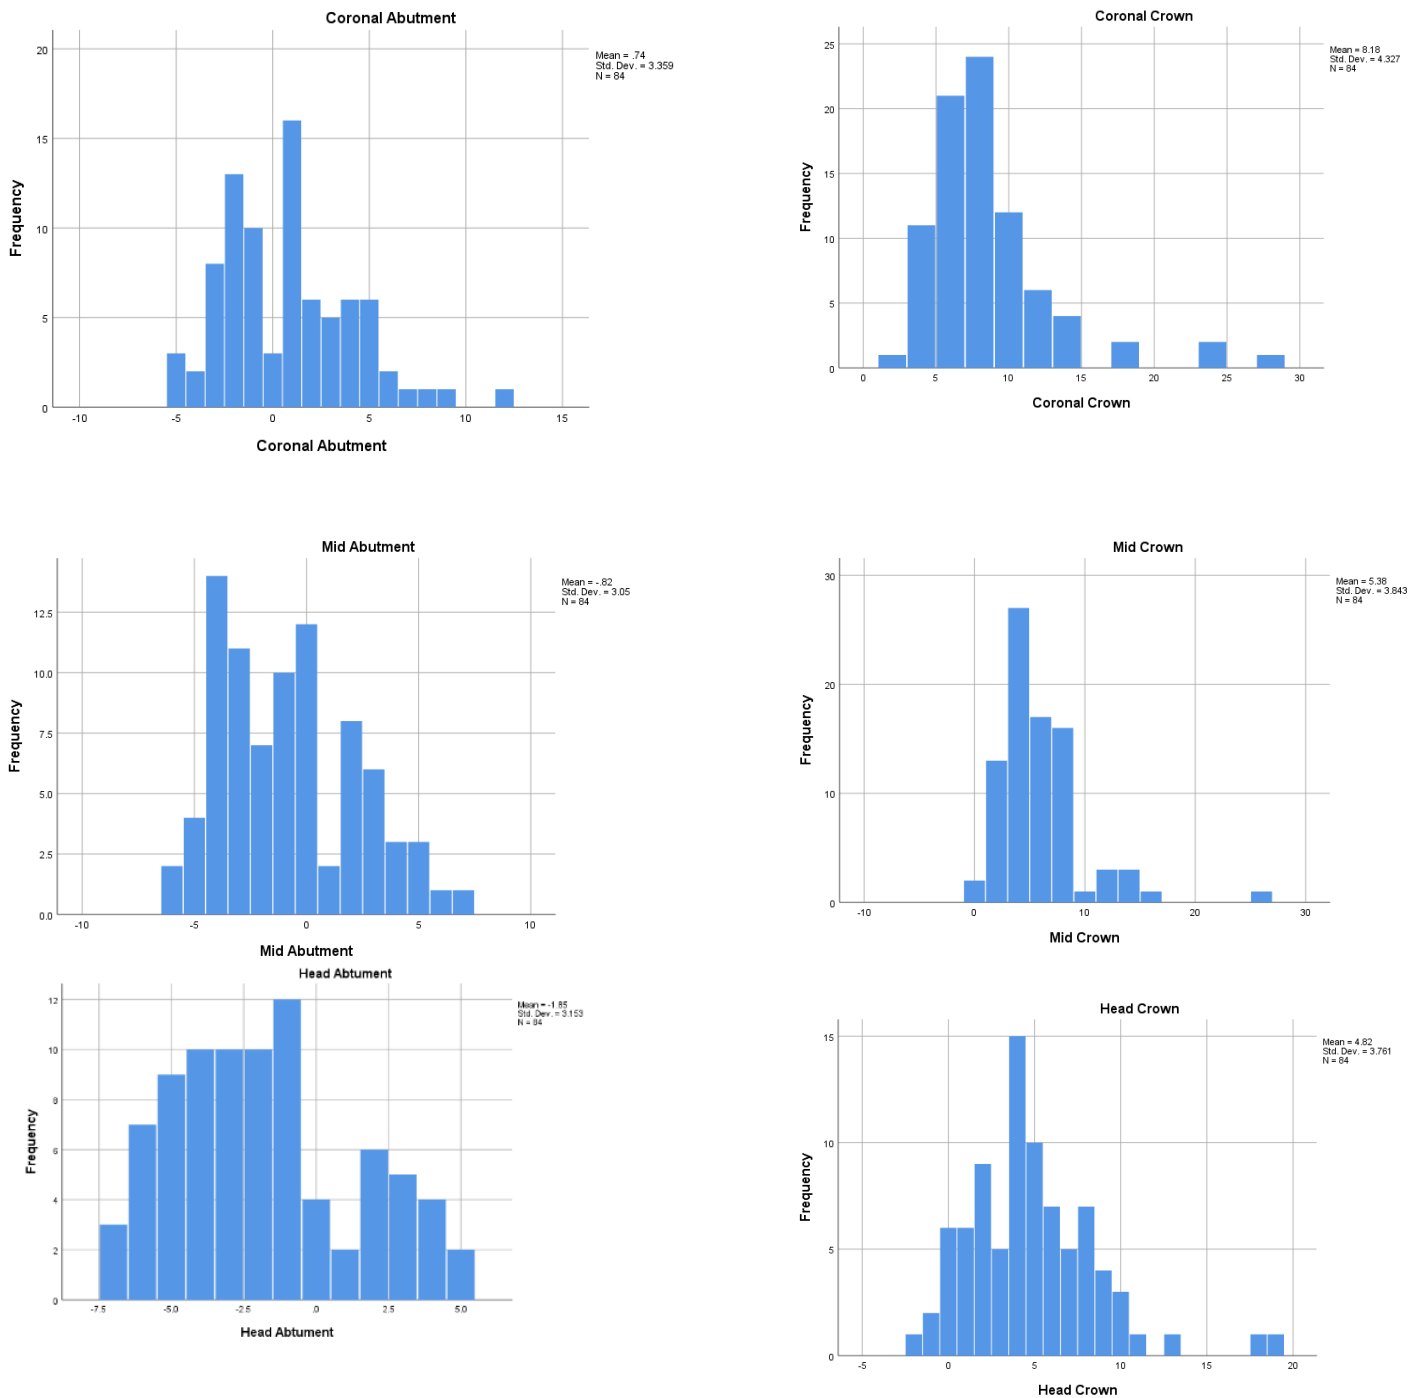 Coronal Abutment
Mean = .74
Std. Dev. = 3.359
N = 84
20
15
10
5
0
Frequency
-10 -5 0 5 10 15
Coronal Abutment
Coronal Crown
Mean = 8.18
Std. Dev. = 4.327
N = 84
25
20
15
10
5
0
Frequency
0 5 10 15 20 25 30
Coronal Crown
Mid Abutment
Mean = -.82
Std. Dev. = 3.05
N = 84
12.5
10.0
7.5
5.0
2.5
0.0
Frequency
-10 -5 0 5 10
Mid Abutment
Mid Crown
Mean = 5.38
Std. Dev. = 3.843
N = 84
30
20
10
0
Frequency
-10 0 10 20 30
Mid Crown
Head Abtument
Mean = -1.85
Std. Dev. = 3.153
N = 84
12
10
8
6
4
2
0
Frequency
-7.5 -5.0 -2.5 .0 2.5 5.0
Head Abtument
Head Crown
Mean = 4.82
Std. Dev. = 3.761
N = 84
15
10
5
0
Frequency
-5 0 5 10 15 20
Head Crown